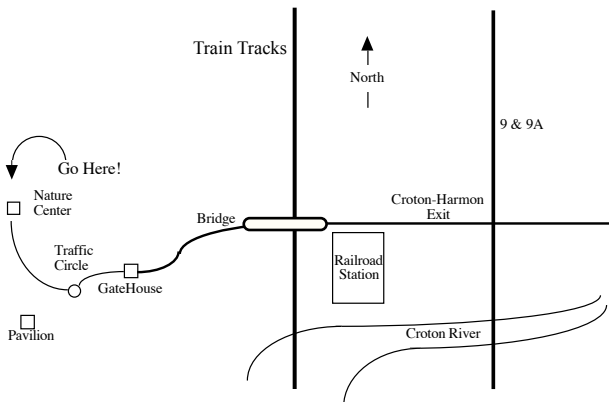 Train Tracks
North
9 & 9A
Go Here!
Nature
Center
Croton-Harmon
Exit
Bridge
Traffic
Circle
Railroad
Station
GateHouse
Pavilion
Croton River